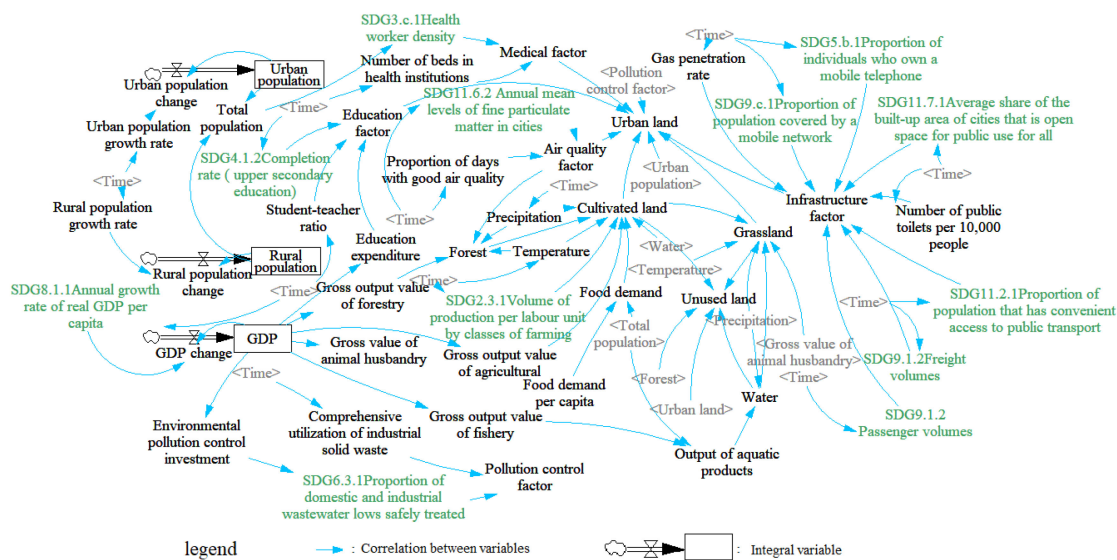 SDG3.c.1Health
worker density
Medical factor
<Time>
Gas penetration
rate
SDG5.b.1Proportion of
individuals who own a
mobile telephone
Urban
population
Urban population
change
Number of beds in
health institutions
<Pollution
control factor>
Total
population
<Time>
SDG11.6.2 Annual mean
levels of fine particulate
matter in cities
SDG9.c.1Proportion of
population covered by a
mobile network
SDG11.7.1Average share of the
built-up area of cities that is open
space for public use for all
Urban population
growth rate
Education
factor
Urban land
SDG4.1.2Completion
rate ( upper secondary
education)
Proportion of days
with good air quality
Air quality
factor
<Urban
population>
<Time>
<Time>
<Time>
Rural population
growth rate
Student-teacher
ratio
<Time>
Precipitation
Cultivated land
Infrastructure
factor
Number of public
toilets per 10,000
people
Grassland
Education
expenditure
Forest
Temperature
<Water>
Rural
population
Rural population
change
<Temperature>
SDG8.1.1Annual growth
rate of real GDP per
capita
<Time>
Gross output value
of forestry
<Time>
SDG2.3.1Volume of
production per labour unit
by classes of farming
Food demand
Unused land
<Time>
SDG11.2.1Proportion of
population that has convenient
access to public transport
<Precipitation>
GDP
GDP change
Gross value of
animal husbandry
Gross output value
of agricultural
<Total
population>
<Gross value of
animal husbandry>
SDG9.1.2Freight
volumes
<Time>
Food demand
per capita
<Forest>
<Time>
<Urban land>
Water
Environmental
pollution control
investment
Comprehensive
utilization of industrial
solid waste
Gross output value
of fishery
SDG9.1.2
Passenger volumes
Output of aquatic
products
SDG6.3.1Proportion of
domestic and industrial
wastewater lows safely treated
Pollution control
factor
legend
: Correlation between variables
: Integral variable